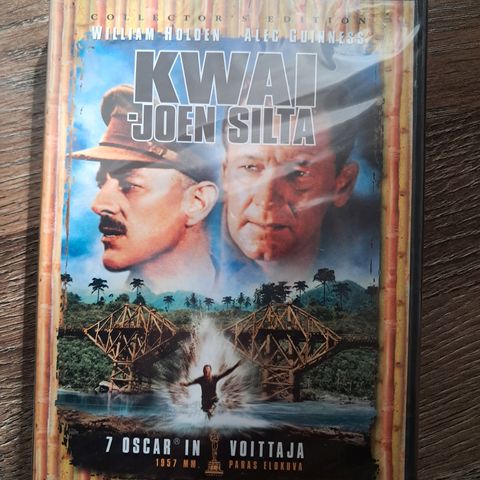 COLLECTOR'S EDITION
WILLIAM HOLDEN ALEC GUINNESS
KWAI
-JOEN SILTA
7 OSCAR® IN VOITTAJA
1957 MM. PARAS ELOKUVA